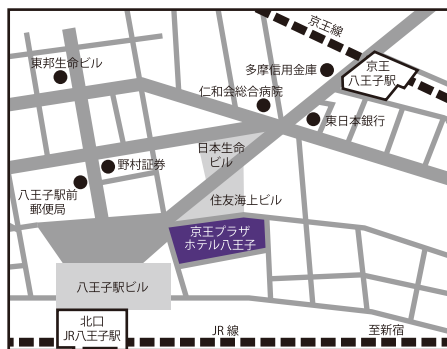 京王線
京王
八王子駅
東邦生命ビル
多摩信用金庫
仁和会総合病院
東日本銀行
日本生命
ビル
野村証券
八王子駅前
郵便局
住友海上ビル
京王プラザ
ホテル八王子
八王子駅ビル
北口
JR八王子駅
JR 線
至新宿